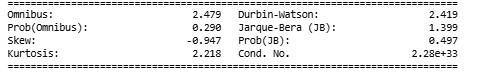 Omnibus: 2.479 Durbin-Watson: 2.419
Prob(Omnibus): 0.290 Jarque-Bera (JB): 1.399
Skew: -0.947 Prob(JB): 0.497
Kurtosis: 2.218 Cond. No. 2.28e+33